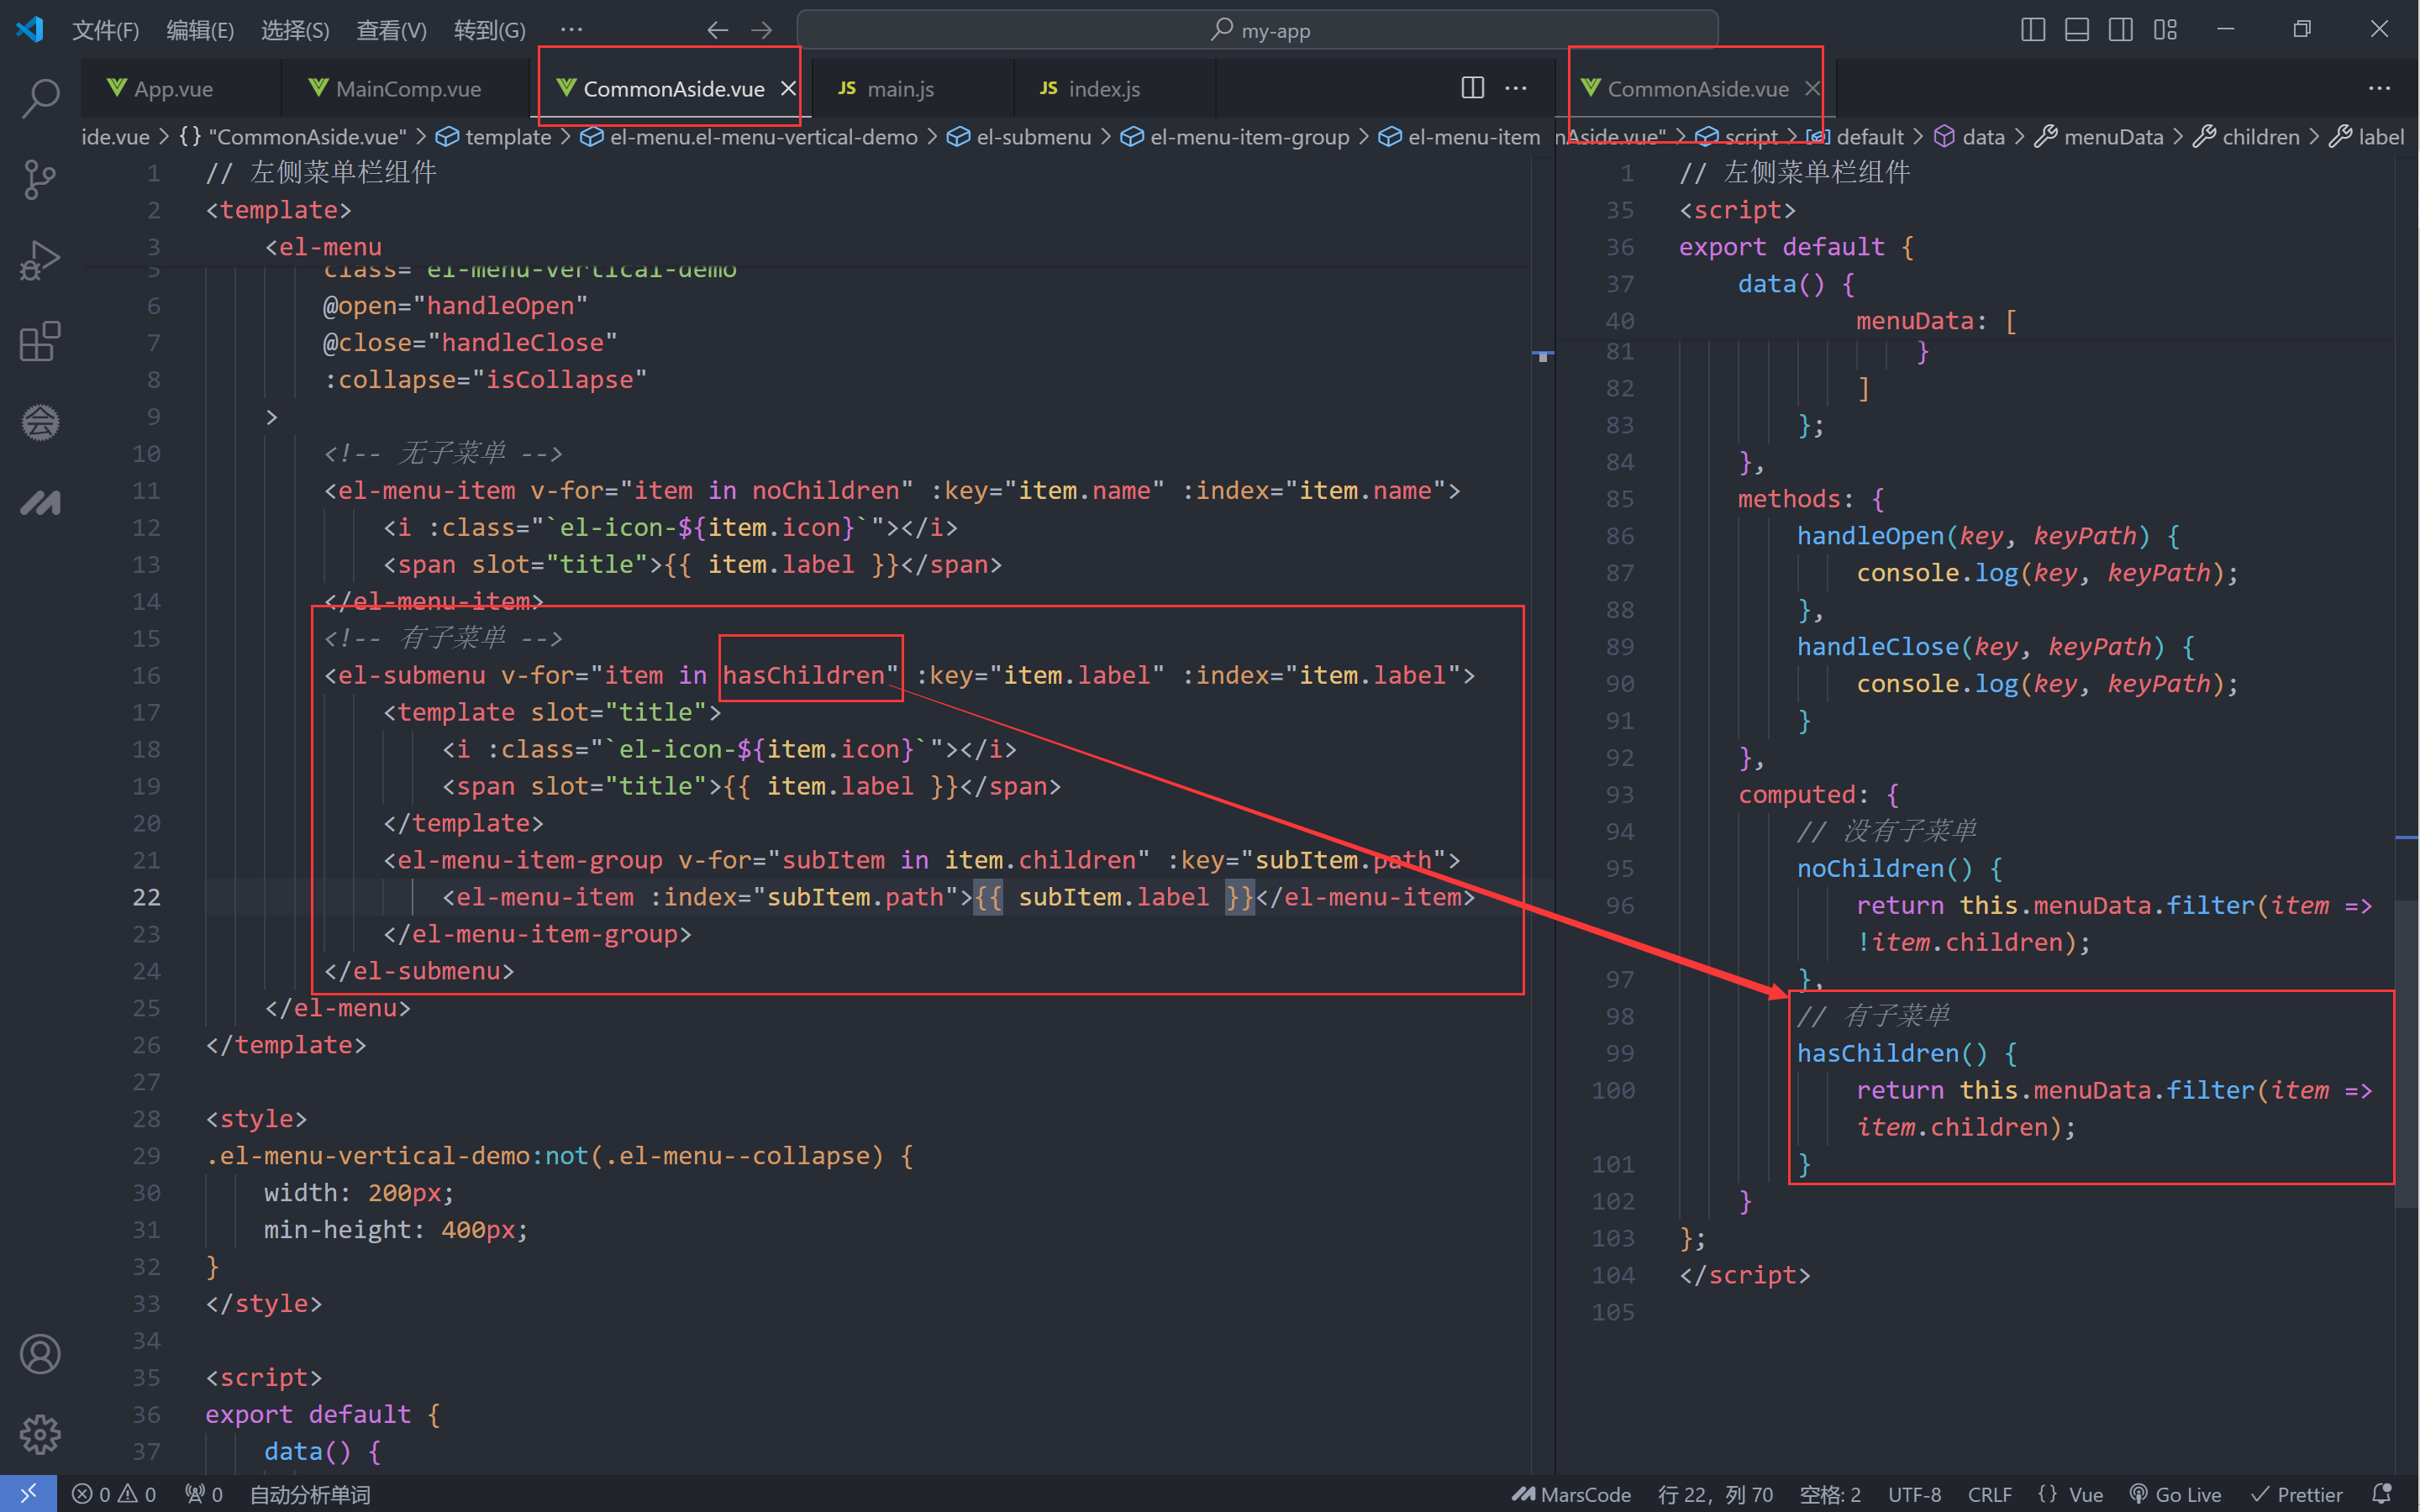 文件(F) 编辑(E) 选择(S) 查看(V) 转到(G) ··· my-app
App.vue MainComp.vue CommonAside.vue JS main.js JS index.js
ide.vue > {} "CommonAside.vue" > template > el-menu.el-menu-vertical-demo > el-submenu > el-menu-item-group > el-menu-item
1 // 左侧菜单栏组件
2 <template>
3 <el-menu
5 class="el-menu-vertical-demo
6 @open="handleOpen"
7 @close="handleClose"
8 :collapse="isCollapse"
9 >
10 <!-- 无子菜单 -->
11 <el-menu-item v-for="item in noChildren" :key="item.name" :index="item.name">
12 <i :class="`el-icon-${item.icon}`"></i>
13 <span slot="title">{{ item.label }}</span>
14 </el-menu-item>
15 <!-- 有子菜单 -->
16 <el-submenu v-for="item in hasChildren" :key="item.label" :index="item.label">
17 <template slot="title">
18 <i :class="`el-icon-${item.icon}`"></i>
19 <span slot="title">{{ item.label }}</span>
20 </template>
21 <el-menu-item-group v-for="subItem in item.children" :key="subItem.path">
22 <el-menu-item :index="subItem.path">{{ subItem.label }}</el-menu-item>
23 </el-menu-item-group>
24 </el-submenu>
25 </el-menu>
26 </template>
27
28 <style>
29 .el-menu-vertical-demo:not(.el-menu--collapse) {
30 width: 200px;
31 min-height: 400px;
32 }
33 </style>
34
35 <script>
36 export default {
37 data() {
CommonAside.vue
nAside.vue" > script > default > data > menuData > children > label
1 // 左侧菜单栏组件
35 <script>
36 export default {
37 data() {
40 menuData: [
81 }
82 ]
83 };
84 },
85 methods: {
86 handleOpen(key, keyPath) {
87 console.log(key, keyPath);
88 },
89 handleClose(key, keyPath) {
90 console.log(key, keyPath);
91 }
92 },
93 computed: {
94 // 没有子菜单
95 noChildren() {
96 return this.menuData.filter(item =>
!item.children);
97 },
98 // 有子菜单
99 hasChildren() {
100 return this.menuData.filter(item =>
item.children);
101 }
102 }
103 };
104 </script>
105
0 0 0 自动分析单词 MarsCode 行 22，列 70 空格: 2 UTF-8 CRLF {} Vue Go Live Prettier